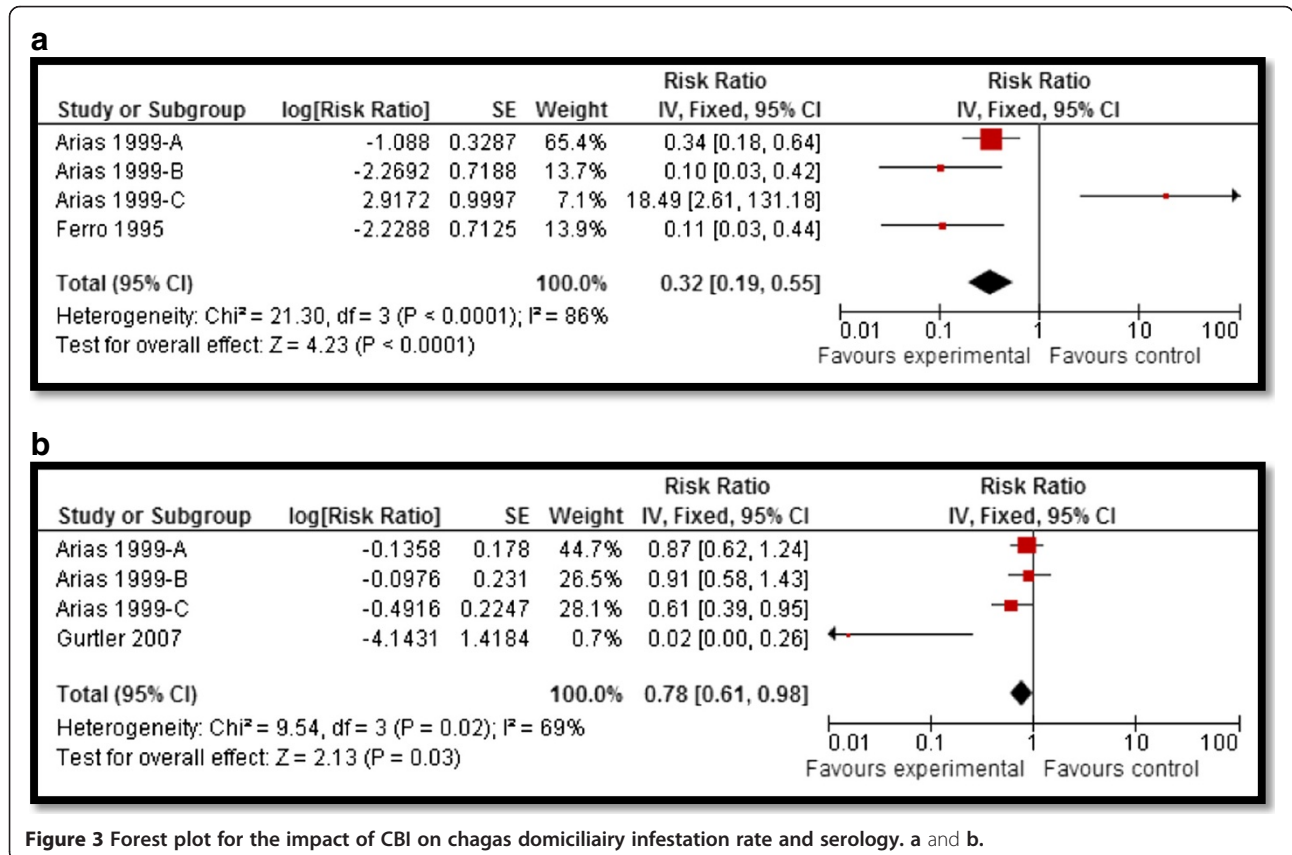 a
Risk Ratio Risk Ratio
Study or Subgroup log[Risk Ratio] SE Weight IV, Fixed, 95% CI IV, Fixed, 95% CI
Arias 1999-A -1.088 0.3287 65.4% 0.34 [0.18, 0.64]
Arias 1999-B -2.2692 0.7188 13.7% 0.10 [0.03, 0.42]
Arias 1999-C 2.9172 0.9997 7.1% 18.49 [2.61, 131.18]
Ferro 1995 -2.2288 0.7125 13.9% 0.11 [0.03, 0.44]
Total (95% CI) 100.0% 0.32 [0.19, 0.55]
Heterogeneity: Chi² = 21.30, df = 3 (P < 0.0001); I² = 86%
Test for overall effect: Z = 4.23 (P < 0.0001)
0.01 0.1 1 10 100
Favours experimental Favours control
b
Risk Ratio Risk Ratio
Study or Subgroup log[Risk Ratio] SE Weight IV, Fixed, 95% CI IV, Fixed, 95% CI
Arias 1999-A -0.1358 0.178 44.7% 0.87 [0.62, 1.24]
Arias 1999-B -0.0976 0.231 26.5% 0.91 [0.58, 1.43]
Arias 1999-C -0.4916 0.2247 28.1% 0.61 [0.39, 0.95]
Gurtler 2007 -4.1431 1.4184 0.7% 0.02 [0.00, 0.26]
Total (95% CI) 100.0% 0.78 [0.61, 0.98]
Heterogeneity: Chi² = 9.54, df = 3 (P = 0.02); I² = 69%
Test for overall effect: Z = 2.13 (P = 0.03)
0.01 0.1 1 10 100
Favours experimental Favours control
Figure 3 Forest plot for the impact of CBI on chagas domiciliairy infestation rate and serology. a and b.